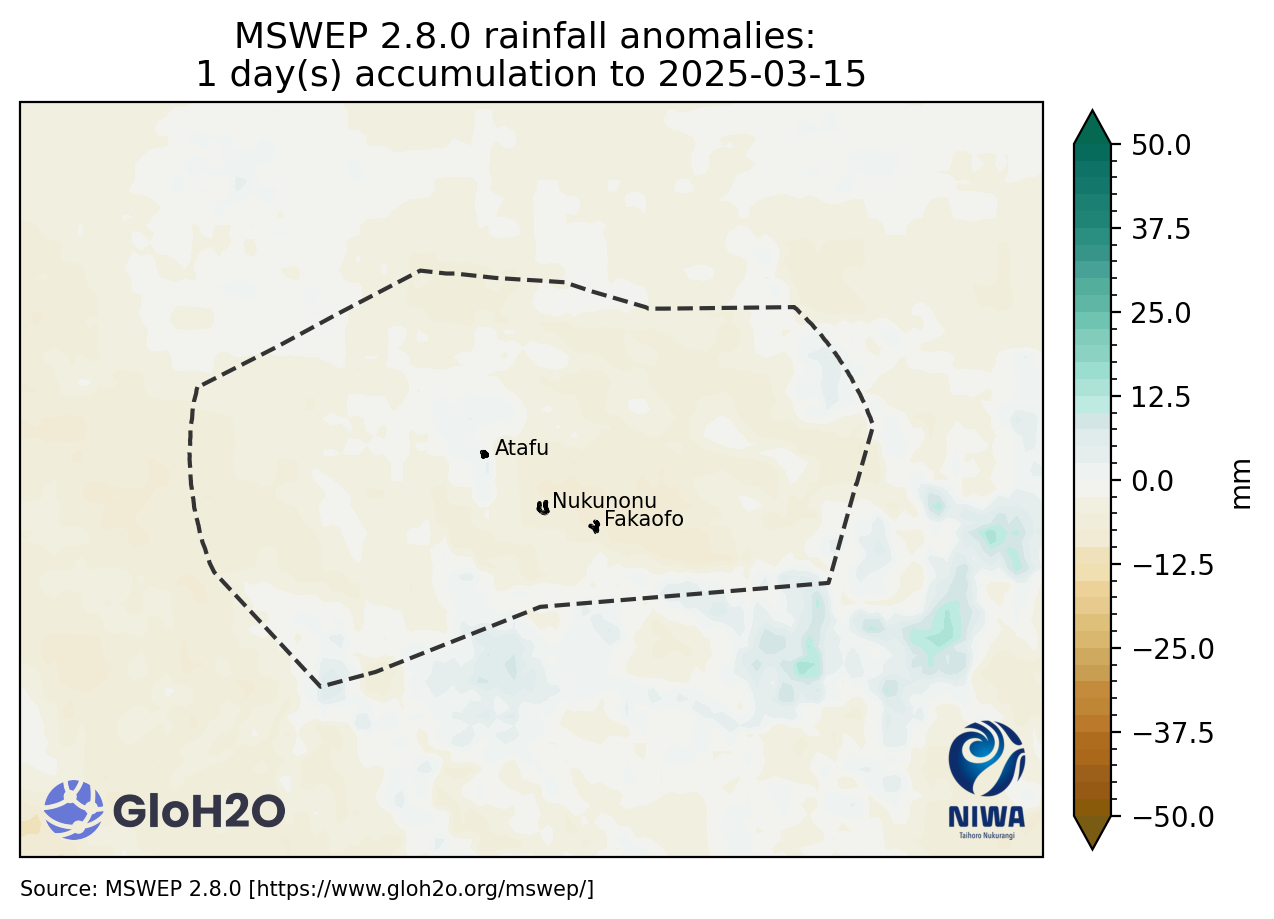 MSWEP 2.8.0 rainfall anomalies:
1 day(s) accumulation to 2025-03-15
50.0
37.5
25.0
12.5
0.0
−12.5
−25.0
−37.5
−50.0
mm
Atafu
Nukunonu
Fakaofo
GloH2O
NIWA
Taihoro Nukurangi
Source: MSWEP 2.8.0 [https://www.gloh2o.org/mswep/]